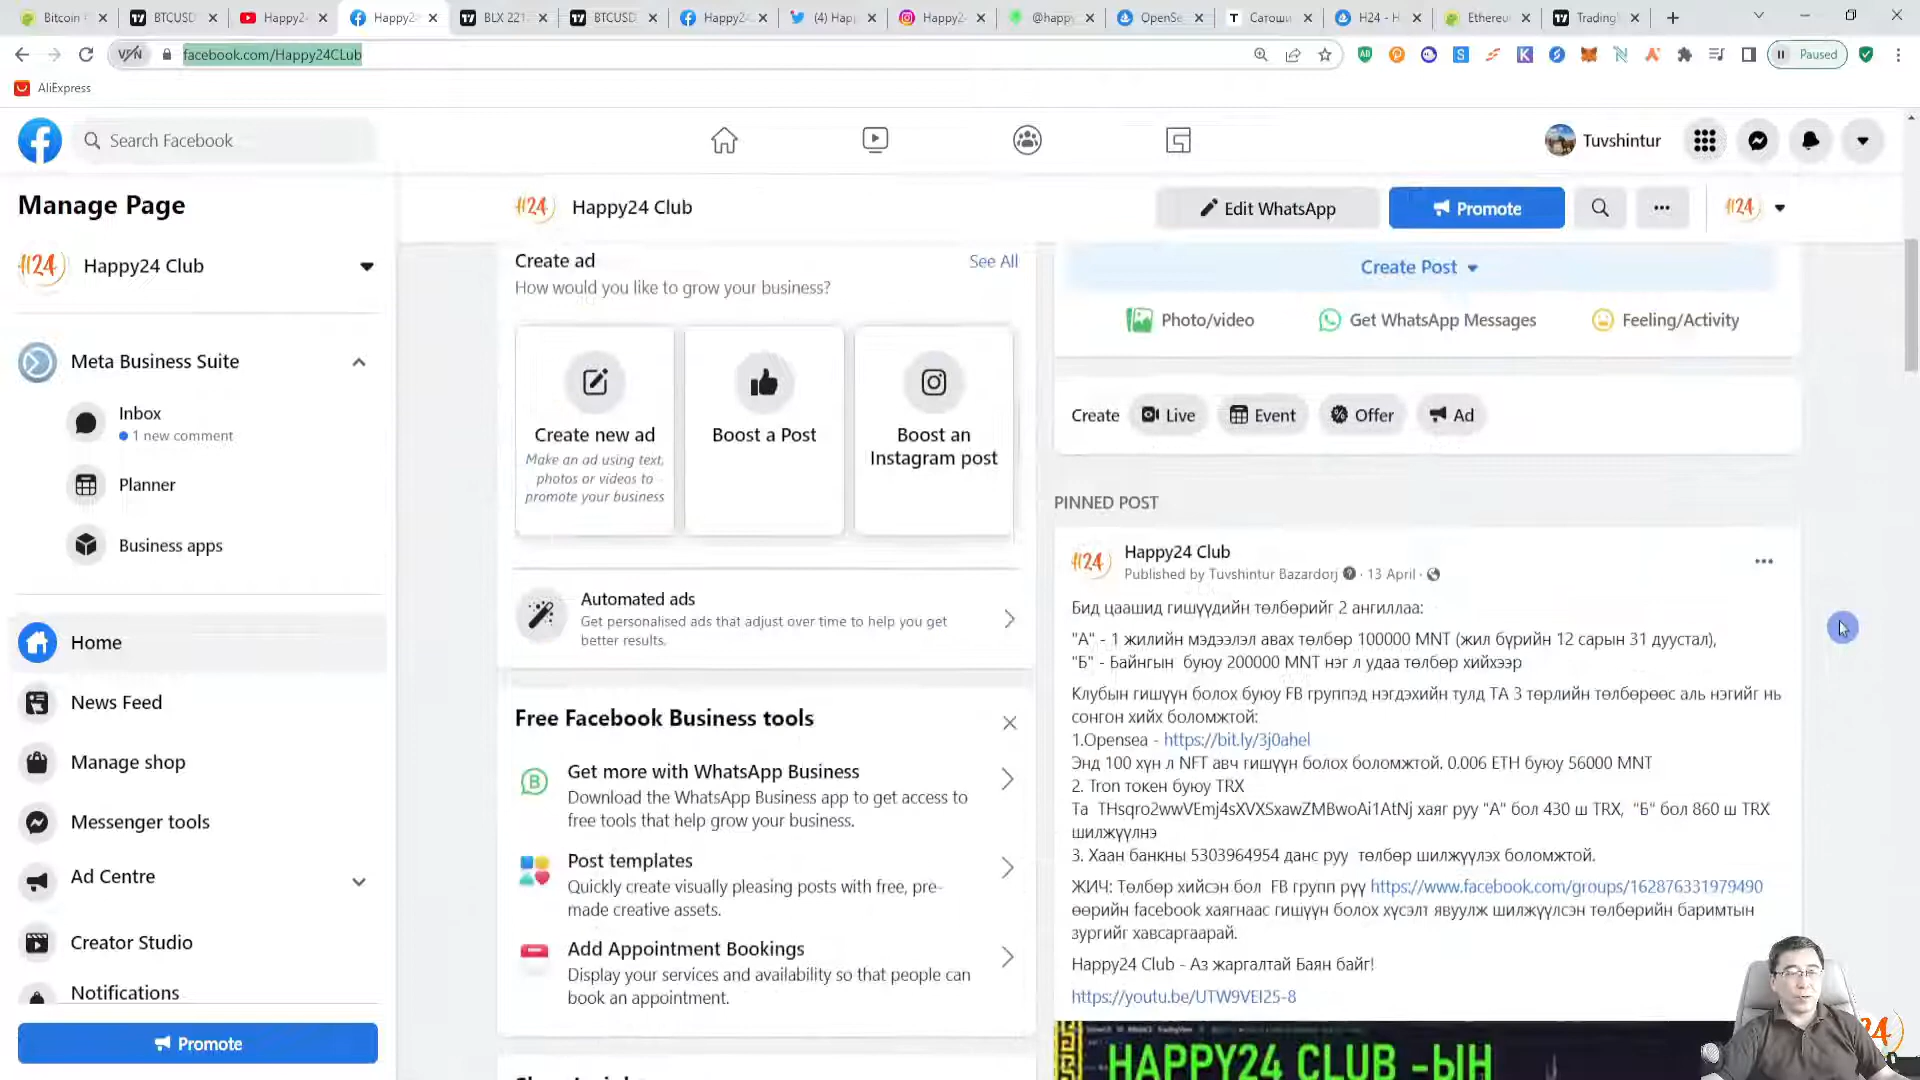 Bitcoin
BTCUSD
Happy2
Happy2
BLX 221
BTCUSD
Happy2
(4) Hap
Happy2
@happy
OpenSe
Сатоши
H24 - H
Ethereu
Trading
VPN
facebook.com/Happy24CLub
Paused
AliExpress
Search Facebook
Tuvshintur
Manage Page
H24
Happy24 Club
Edit WhatsApp
Promote
H24
H24
Happy24 Club
Meta Business Suite
Inbox
1 new comment
Planner
Business apps
Home
News Feed
Manage shop
Messenger tools
Ad Centre
Creator Studio
Notifications
Promote
Create ad
See All
How would you like to grow your business?
Create new ad
Make an ad using text,
photos or videos to
promote your business
Boost a Post
Boost an
Instagram post
Automated ads
Get personalised ads that adjust over time to help you get
better results.
Free Facebook Business tools
Get more with WhatsApp Business
Download the WhatsApp Business app to get access to
free tools that help grow your business.
Post templates
Quickly create visually pleasing posts with free, pre-
made creative assets.
Add Appointment Bookings
Display your services and availability so that people can
book an appointment.
Create Post
Photo/video
Get WhatsApp Messages
Feeling/Activity
Create
Live
Event
Offer
Ad
PINNED POST
H24
Happy24 Club
Published by Tuvshintur Bazardorj · 13 April ·
Бид цаашид гишүүдийн төлбөрийг 2 ангиллаа:
"А" - 1 жилийн мэдээлэл авах төлбөр 100000 MNT (жил бүрийн 12 сарын 31 дуустал),
"Б" - Байнгын буюу 200000 MNT нэг л удаа төлбөр хийхээр
Клубын гишүүн болох буюу FB группэд нэгдэхийн тулд ТА 3 төрлийн төлбөрөөс аль нэгийг нь
сонгон хийх боломжтой:
1.Opensea - https://bit.ly/3j0ahel
Энд 100 хүн л NFT авч гишүүн болох боломжтой. 0.006 ETH буюу 56000 MNT
2. Tron токен буюу TRX
Та THsqro2wwVEmj4sXVXSxawZMBwoAi1AtNj хаяг руу "А" бол 430 ш TRX, "Б" бол 860 ш TRX
шилжүүлнэ
3. Хаан банкны 5303964954 данс руу төлбөр шилжүүлэх боломжтой.
ЖИЧ: Төлбөр хийсэн бол FB групп рүү https://www.facebook.com/groups/162876331979490
өөрийн facebook хаягнаас гишүүн болох хүсэлт явуулж шилжүүлсэн төлбөрийн баримтын
зургийг хавсаргаарай.
Happy24 Club - Аз жаргалтай Баян байг!
https://youtu.be/UTW9VEI25-8
HAPPY24 CLUB -ЫН